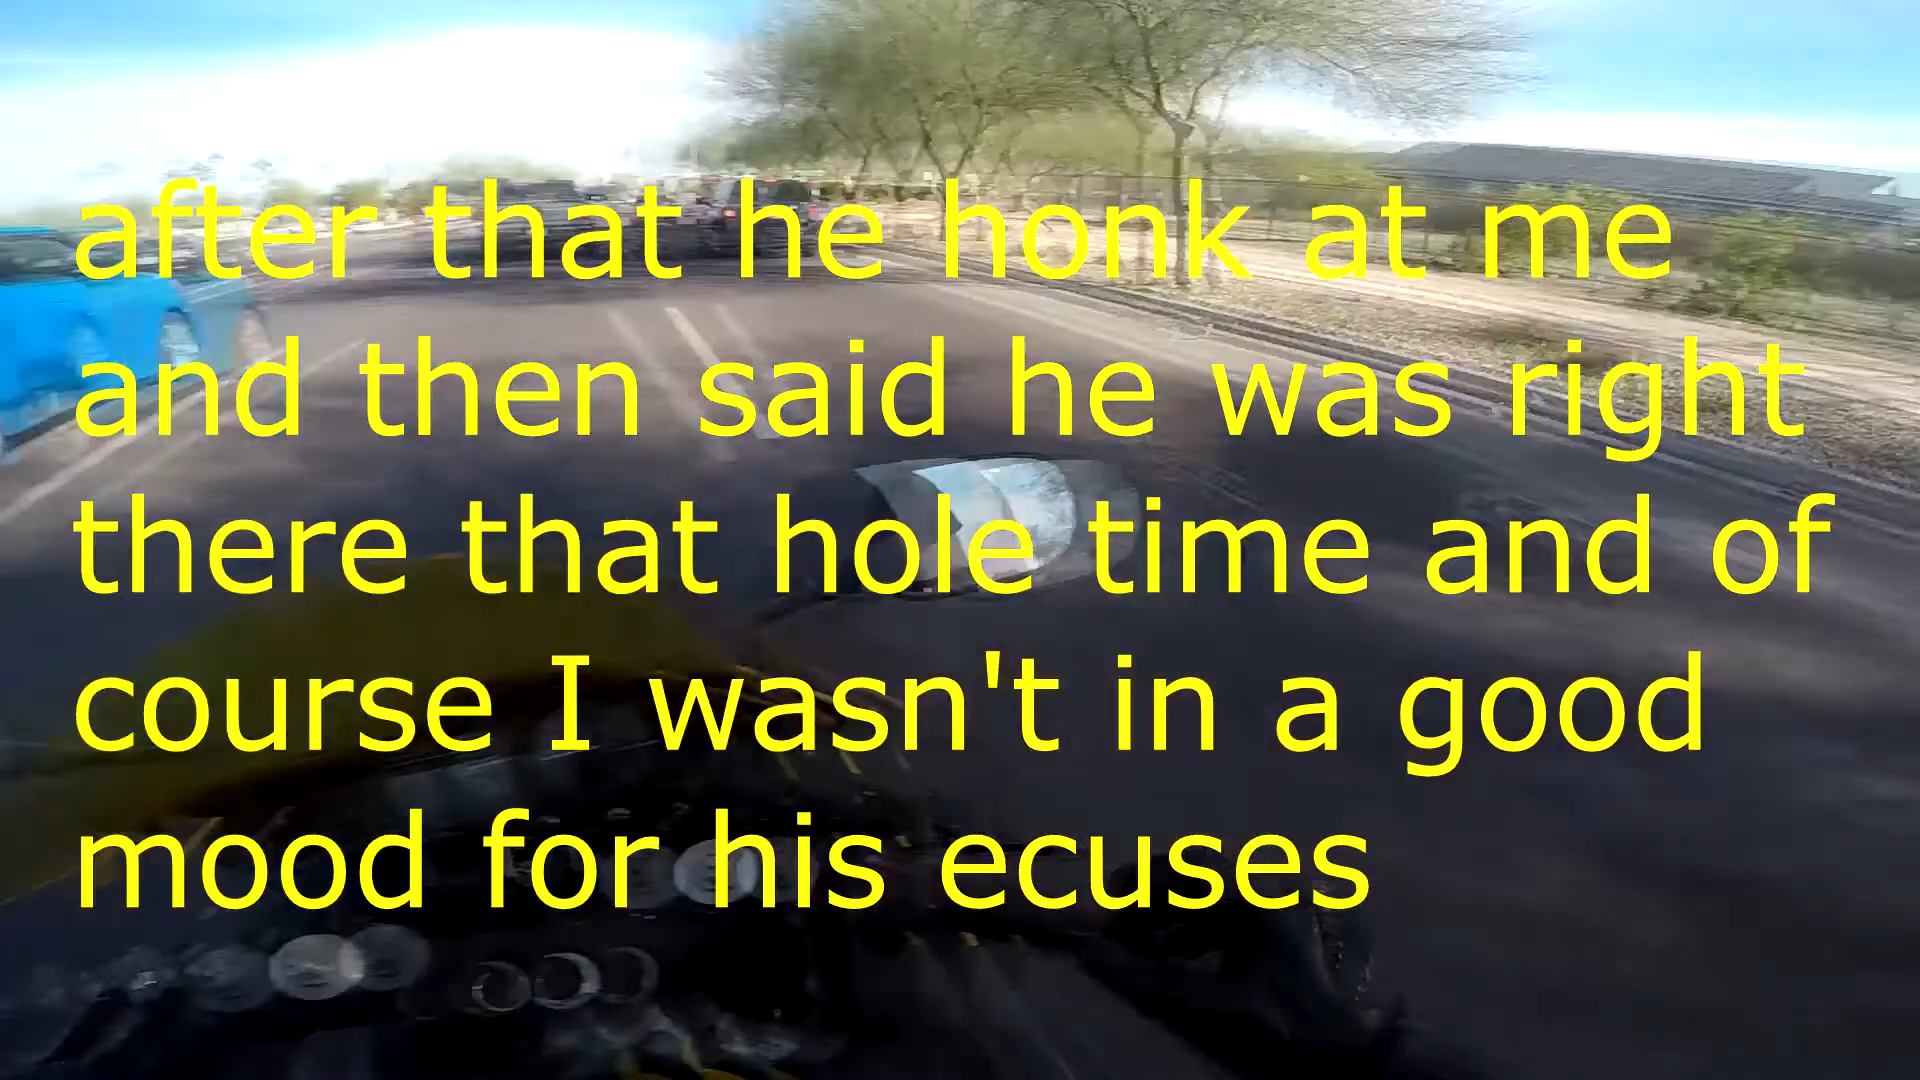 after that he honk at me
and then said he was right
there that hole time and of
course I wasn't in a good
mood for his ecuses